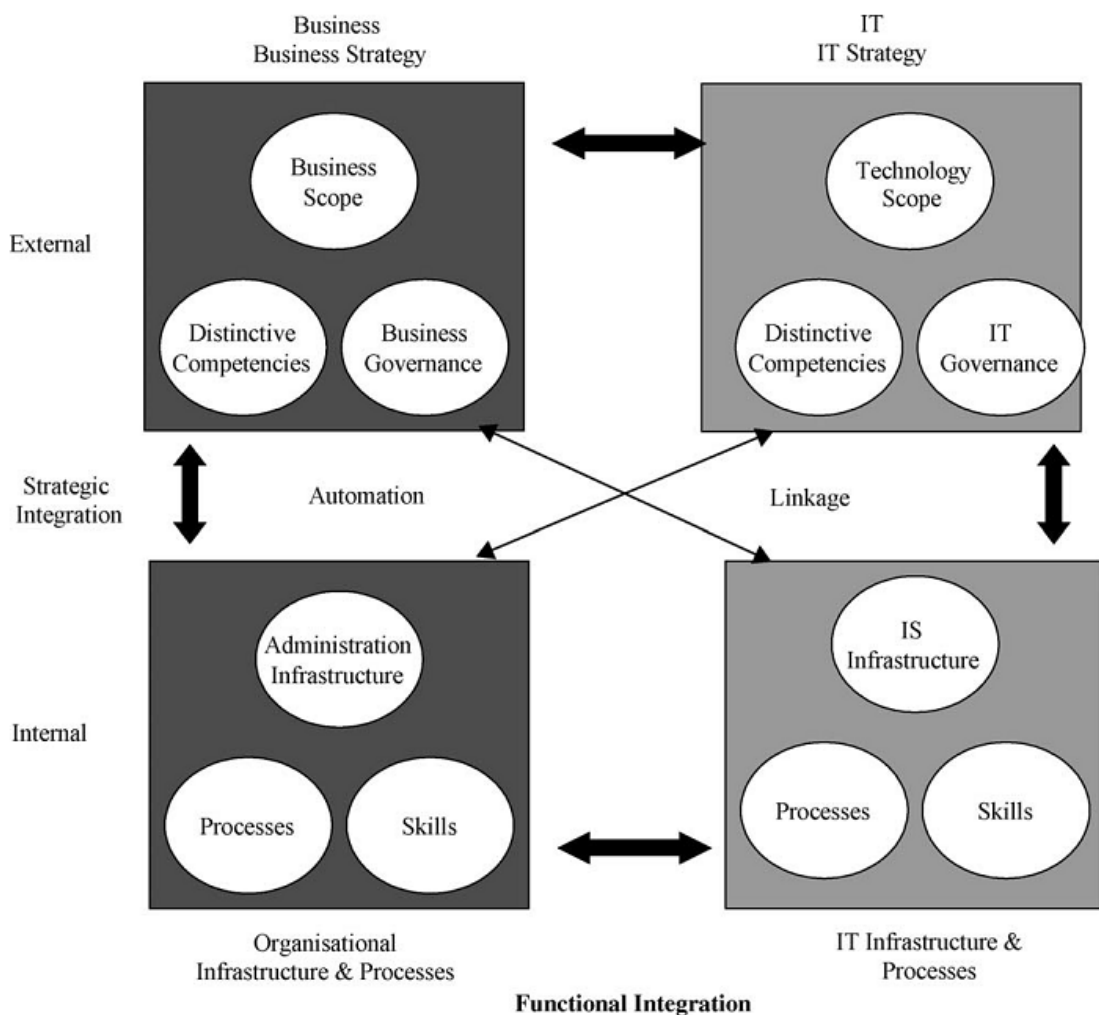 Business
Business Strategy
IT
IT Strategy
External
Business
Scope
Technology
Scope
Distinctive
Competencies
Business
Governance
Distinctive
Competencies
IT
Governance
Strategic
Integration
Automation
Linkage
Internal
Administration
Infrastructure
IS
Infrastructure
Processes
Skills
Processes
Skills
Organisational
Infrastructure & Processes
IT Infrastructure &
Processes
Functional Integration